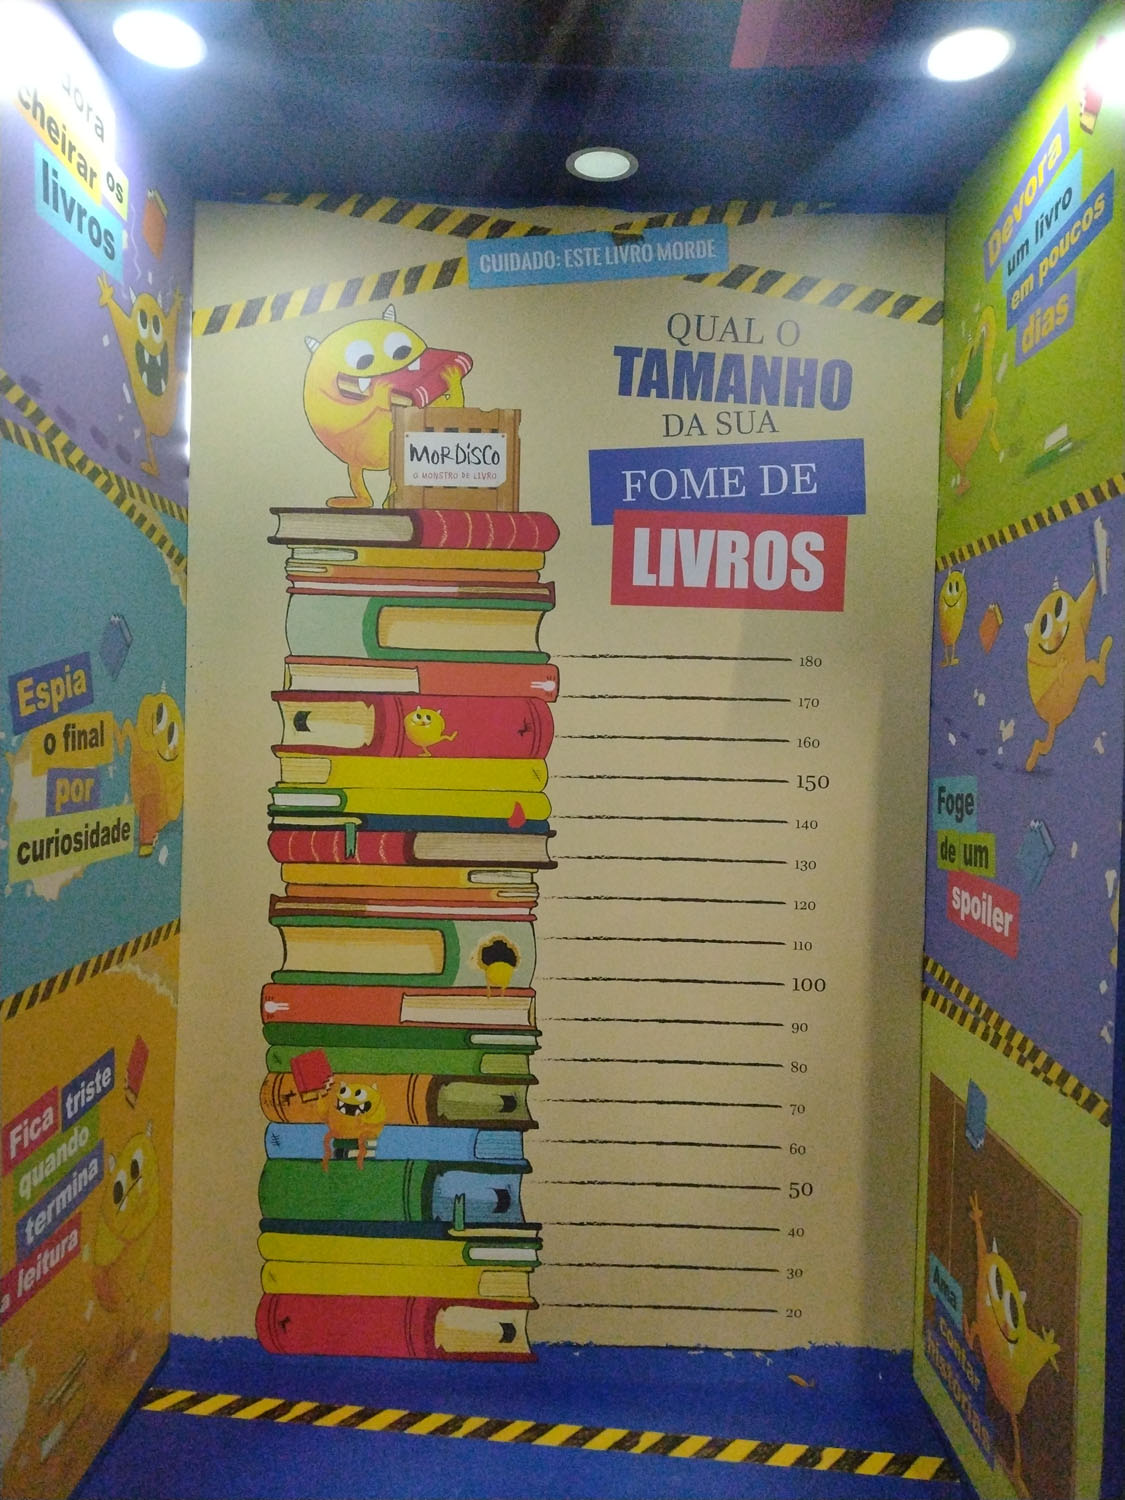 cheirar os
livros
Espia
o final
por
curiosidade
Fica triste
quando
termina
a leitura
CUIDADO: ESTE LIVRO MORDE
QUAL O
TAMANHO
DA SUA
FOME DE
LIVROS
MORDISCO
O MONSTRO DE LIVRO
180
170
160
150
140
130
120
110
100
90
80
70
60
50
40
30
20
Devora
um livro
em poucos
dias
Foge
de um
spoiler
Ama
contar